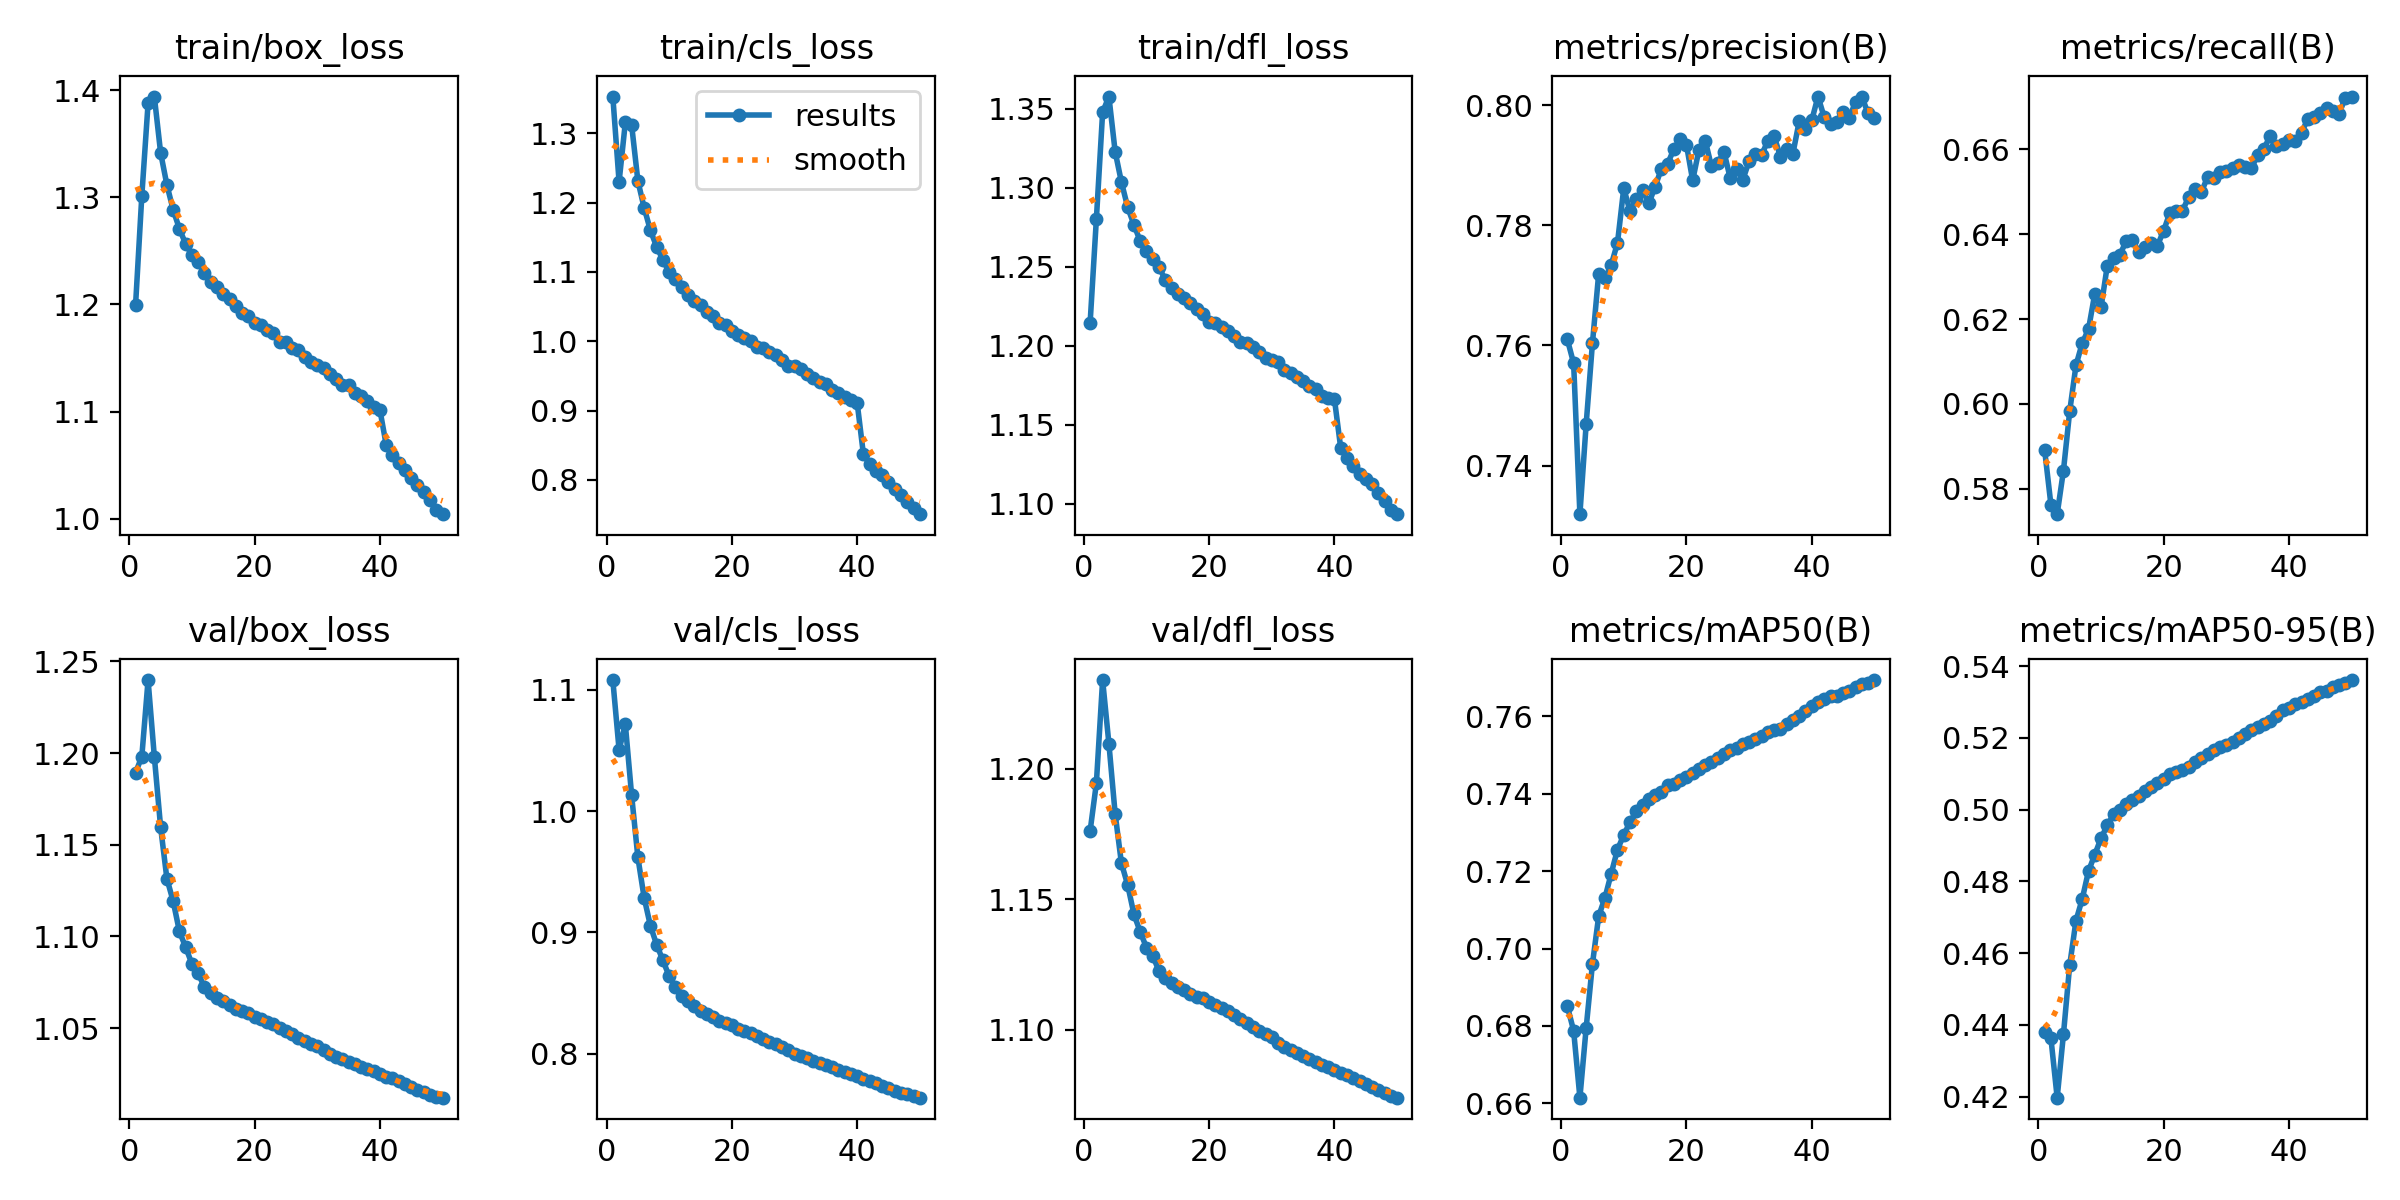 train/box_loss
1.4
1.3
1.2
1.1
1.0
0 20 40
train/cls_loss
results
smooth
1.3
1.2
1.1
1.0
0.9
0.8
0 20 40
train/dfl_loss
1.35
1.30
1.25
1.20
1.15
1.10
0 20 40
metrics/precision(B)
0.80
0.78
0.76
0.74
0 20 40
metrics/recall(B)
0.66
0.64
0.62
0.60
0.58
0 20 40
val/box_loss
1.25
1.20
1.15
1.10
1.05
0 20 40
val/cls_loss
1.1
1.0
0.9
0.8
0 20 40
val/dfl_loss
1.20
1.15
1.10
0 20 40
metrics/mAP50(B)
0.76
0.74
0.72
0.70
0.68
0.66
0 20 40
metrics/mAP50-95(B)
0.54
0.52
0.50
0.48
0.46
0.44
0.42
0 20 40